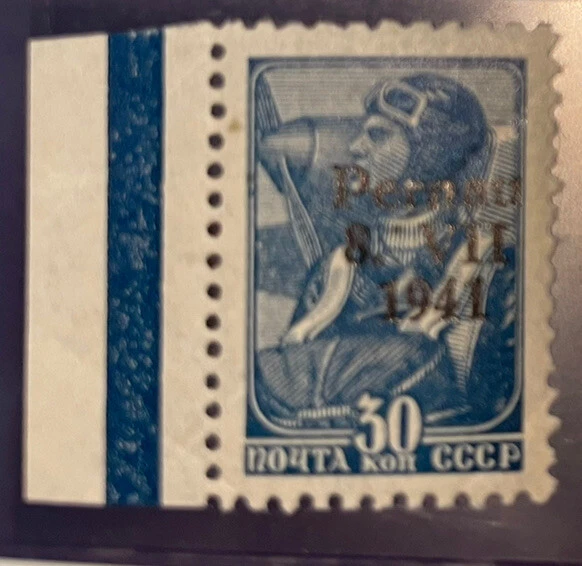 Pernau
8. VII
1941
30
ПОЧТА КОП СССР